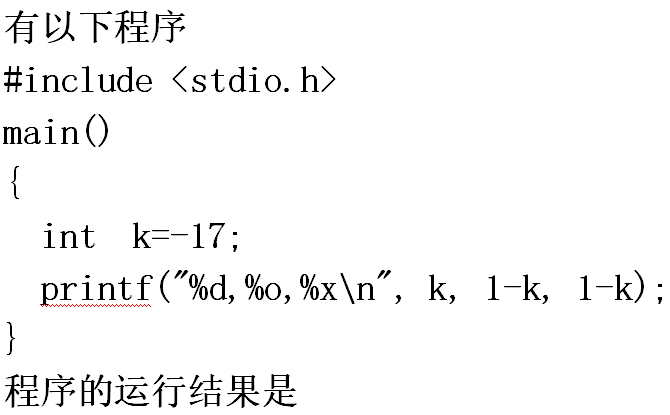 有以下程序
#include <stdio.h>
main()
{
int k=-17;
printf("%d,%o,%x\n", k, 1-k, 1-k);
}
程序的运行结果是